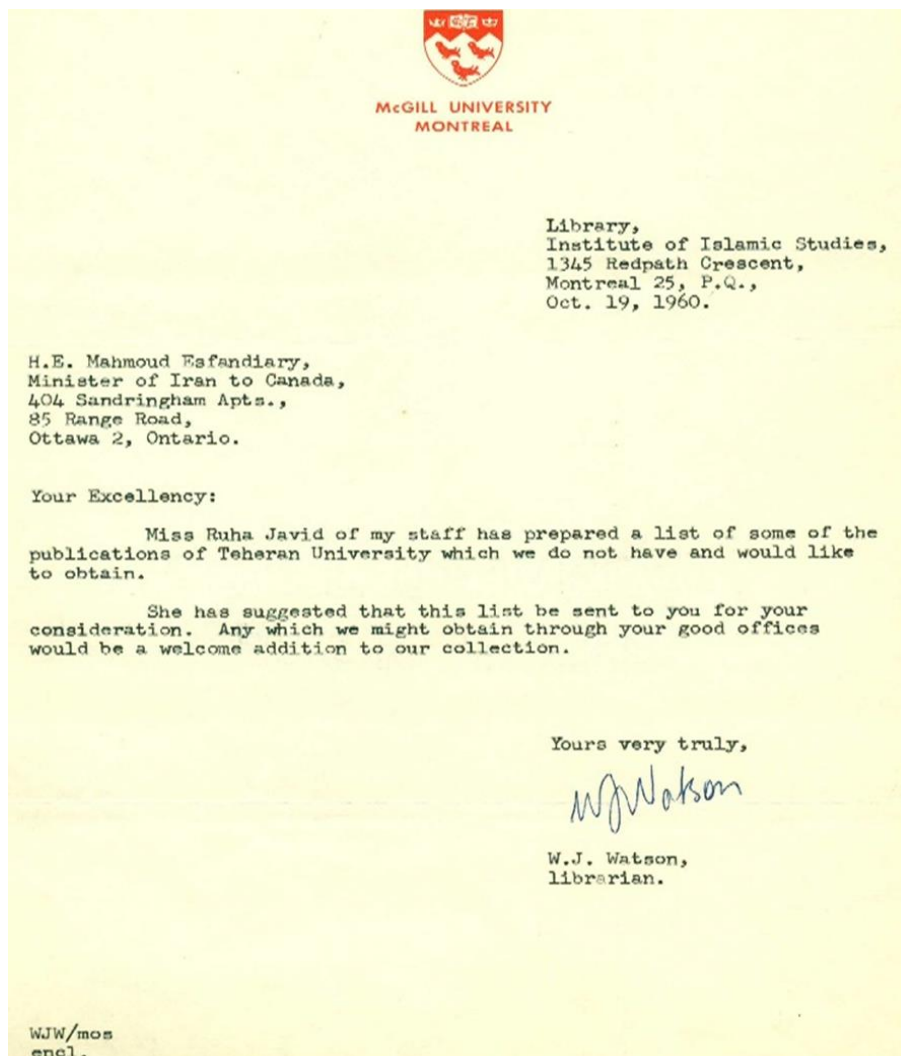 McGILL UNIVERSITY
MONTREAL
Library,
Institute of Islamic Studies,
1345 Redpath Crescent,
Montreal 25, P.Q.,
Oct. 19, 1960.
H.E. Mahmoud Esfandiary,
Minister of Iran to Canada,
404 Sandringham Apts.,
85 Range Road,
Ottawa 2, Ontario.
Your Excellency:
Miss Ruha Javid of my staff has prepared a list of some of the
publications of Teheran University which we do not have and would like
to obtain.
She has suggested that this list be sent to you for your
consideration. Any which we might obtain through your good offices
would be a welcome addition to our collection.
Yours very truly,
WJWatson
W.J. Watson,
librarian.
WJW/mos
encl.